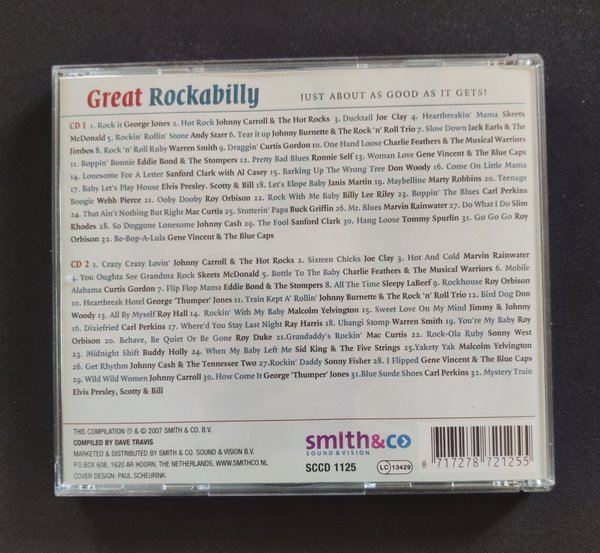 Great Rockabilly JUST ABOUT AS GOOD AS IT GETS!
CD 1 1. Rock it George Jones 2. Hot Rock Johnny Carroll & The Hot Rocks 3. Ducktail Joe Clay 4. Heartbreakin' Mama Skeets
McDonald 5. Rockin' Rollin' Stone Andy Starr 6. Tear it up Johnny Burnette & The Rock 'n' Roll Trio 7. Slow Down Jack Earls & The
Jimbos 8. Rock 'n' Roll Ruby Warren Smith 9. Draggin' Curtis Gordon 10. One Hand Loose Charlie Feathers & The Musical Warriors
11. Boppin' Bonnie Eddie Bond & The Stompers 12. Pretty Bad Blues Ronnie Self 13. Woman Love Gene Vincent & The Blue Caps
14. Lonesome For A Letter Sanford Clark with Al Casey 15. Barking Up The Wrong Tree Don Woody 16. Come On Little Mama
17. Baby Let's Play House Elvis Presley, Scotty & Bill 18. Let's Elope Baby Janis Martin 19. Maybelline Marty Robbins 20. Teenage
Boogie Webb Pierce 21. Ooby Dooby Roy Orbison 22. Rock With Me Baby Billy Lee Riley 23. Boppin' The Blues Carl Perkins
24. That Ain't Nothing But Right Mac Curtis 25. Stutterin' Papa Buck Griffin 26. Mr. Blues Marvin Rainwater 27. Do What I Do Slim
Rhodes 28. So Doggone Lonesome Johnny Cash 29. The Fool Sanford Clark 30. Hang Loose Tommy Spurlin 31. Go Go Go Roy
Orbison 32. Be-Bop-A-Lula Gene Vincent & The Blue Caps
CD 2 1. Crazy Crazy Lovin' Johnny Carroll & The Hot Rocks 2. Sixteen Chicks Joe Clay 3. Hot And Cold Marvin Rainwater
4. You Oughta See Grandma Rock Skeets McDonald 5. Bottle To The Baby Charlie Feathers & The Musical Warriors 6. Mobile
Alabama Curtis Gordon 7. Flip Flop Mama Eddie Bond & The Stompers 8. All The Time Sleepy LaBeef 9. Rockhouse Roy Orbison
10. Heartbreak Hotel George 'Thumper' Jones 11. Train Kept A' Rollin' Johnny Burnette & The Rock 'n' Roll Trio 12. Bird Dog Don
Woody 13. All By Myself Roy Hall 14. Rockin' With My Baby Malcolm Yelvington 15. Sweet Love On My Mind Jimmy & Johnny
16. Dixiefried Carl Perkins 17. Where'd You Stay Last Night Ray Harris 18. Ubangi Stomp Warren Smith 19. You're My Baby Roy
Orbison 20. Behave, Be Quiet Or Be Gone Roy Duke 21.Grandaddy's Rockin' Mac Curtis 22. Rock-Ola Ruby Sonny West
23. Midnight Shift Buddy Holly 24. When My Baby Left Me Sid King & The Five Strings 25.Yakety Yak Malcolm Yelvington
26. Get Rhythm Johnny Cash & The Tennessee Two 27.Rockin' Daddy Sonny Fisher 28. I Flipped Gene Vincent & The Blue Caps
29. Wild Wild Women Johnny Carroll 30. How Come It George 'Thumper' Jones 31.Blue Suede Shoes Carl Perkins 32. Mystery Train
Elvis Presley, Scotty & Bill
THIS COMPILATION ℗ & © 2007 SMITH & CO. B.V.
COMPILED BY DAVE TRAVIS
MARKETED & DISTRIBUTED BY SMITH & CO. SOUND & VISION B.V.
P.O.BOX 608, 1620 AR HOORN, THE NETHERLANDS, WWW.SMITHCO.NL
COVER DESIGN: PAUL SCHEURINK.
smith&co
SOUND & VISION
SCCD 1125
LC 13429
8 717278 721255